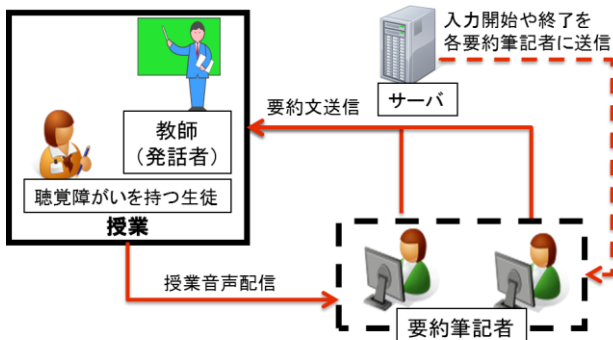 入力開始や終了を
各要約筆記者に送信
サーバ
要約文送信
教師
(発話者)
聴覚障がいを持つ生徒
授業
授業音声配信
要約筆記者